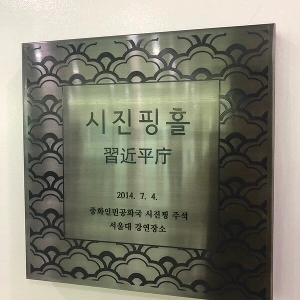 시진핑홀
習近平庁
2014. 7. 4.
중화인민공화국 시진핑 주석
서울대 강연장소